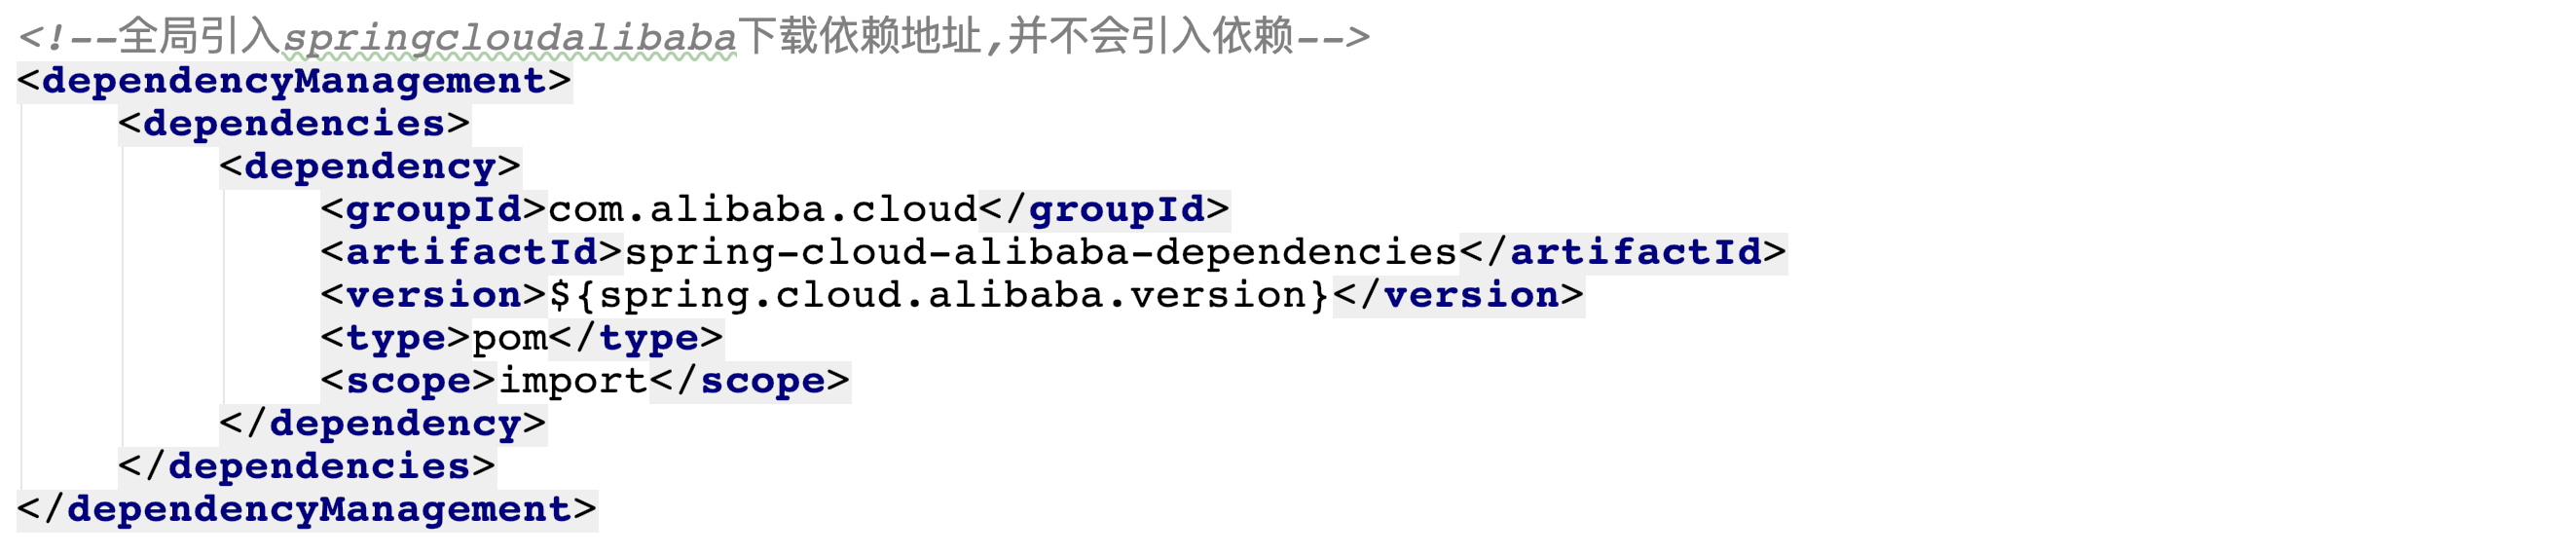 <!--全局引入springcloudalibaba下载依赖地址,并不会引入依赖-->
<dependencyManagement>
<dependencies>
<dependency>
<groupId>com.alibaba.cloud</groupId>
<artifactId>spring-cloud-alibaba-dependencies</artifactId>
<version>${spring.cloud.alibaba.version}</version>
<type>pom</type>
<scope>import</scope>
</dependency>
</dependencies>
</dependencyManagement>